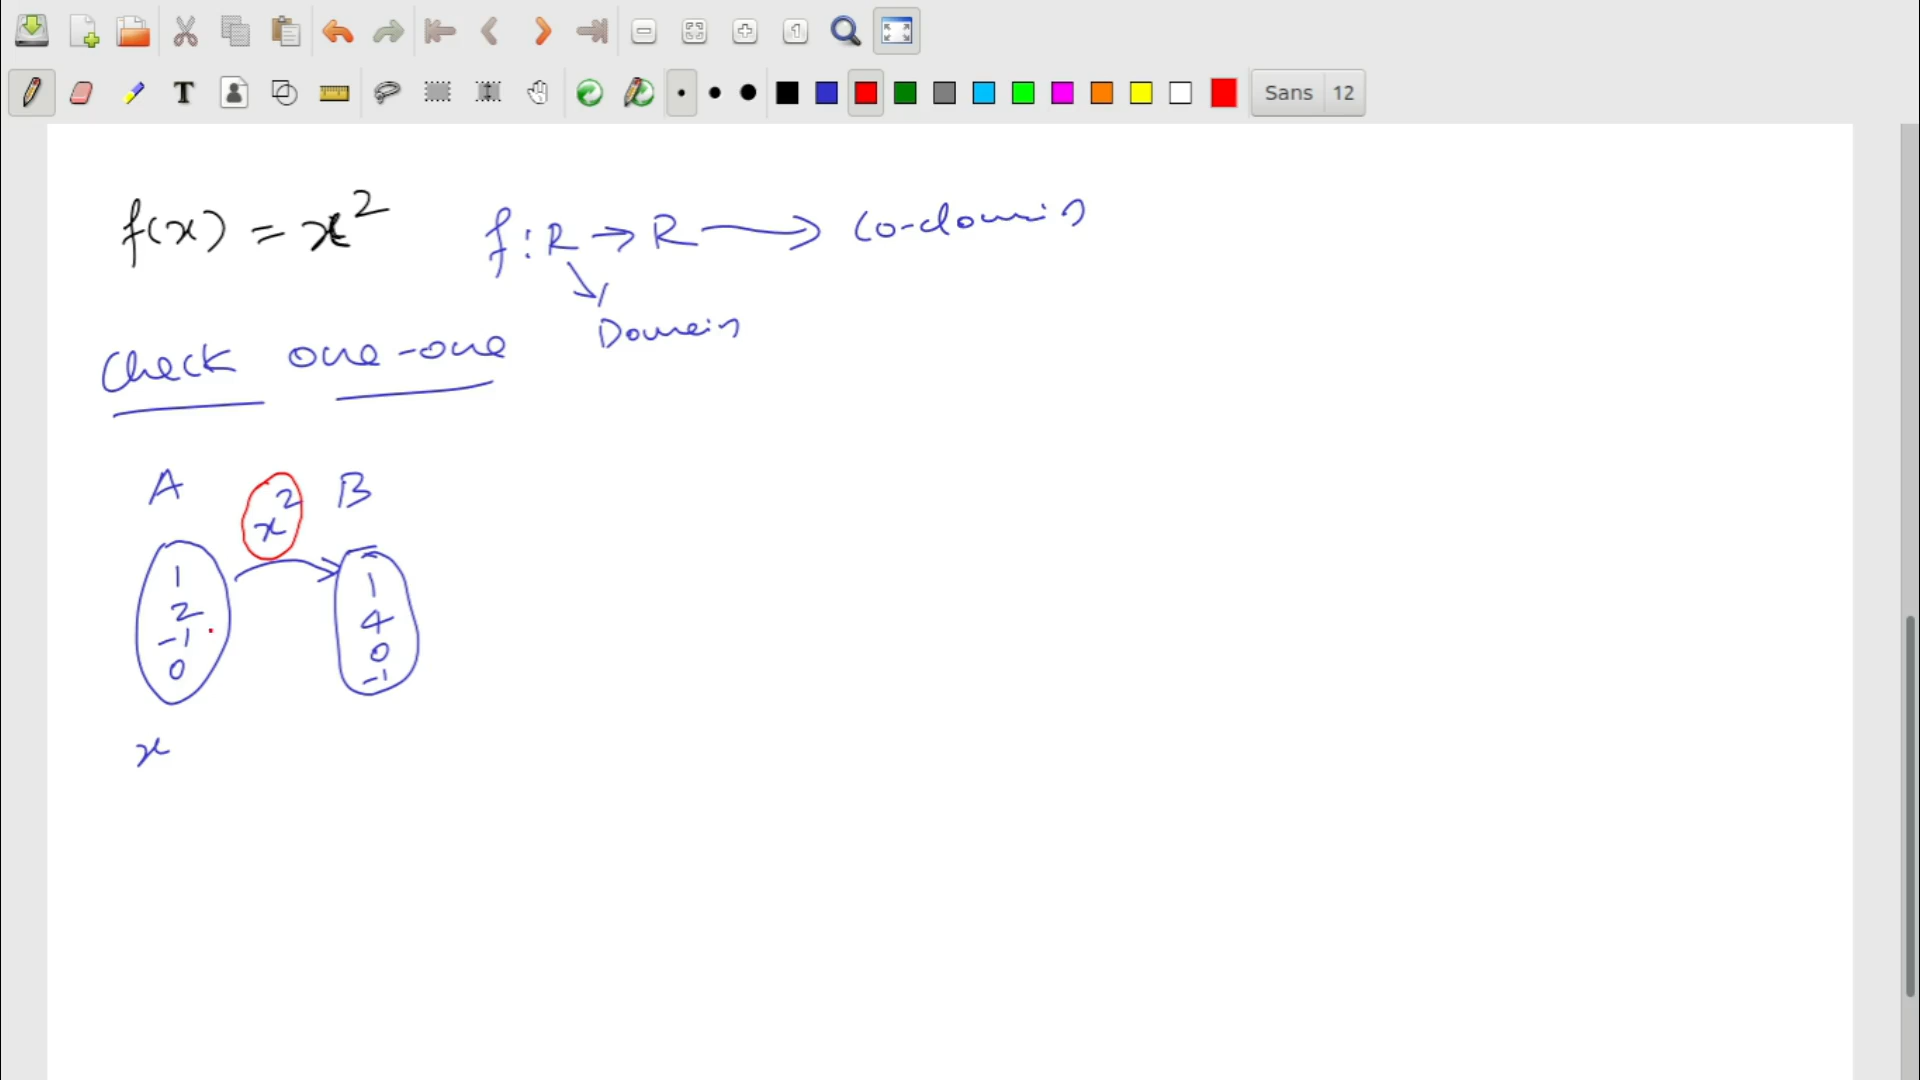 Sans 12
f(x) = x² f : R → R → co-domain
Domain
Check one-one
A x² B
1 1
2 4
-1 0
0 -1
x